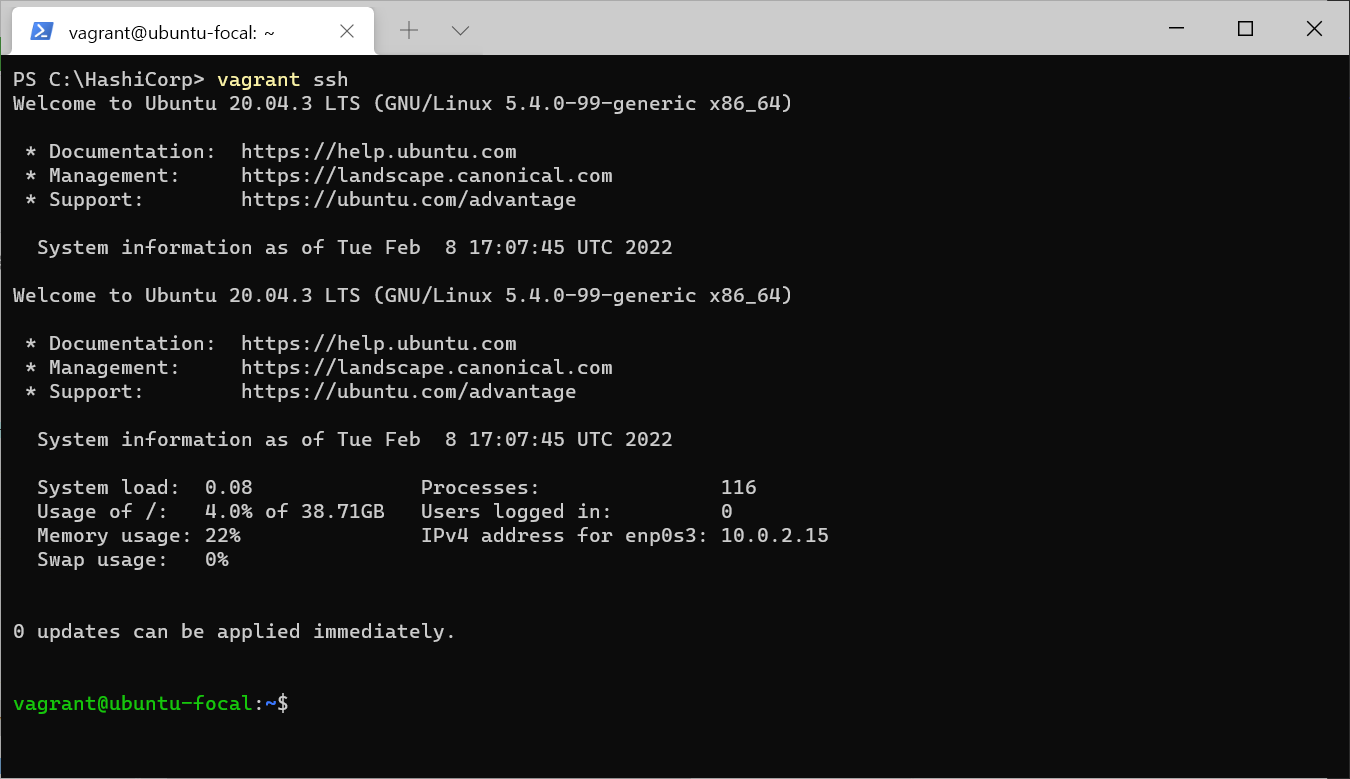 vagrant@ubuntu-focal: ~
PS C:\HashiCorp> vagrant ssh
Welcome to Ubuntu 20.04.3 LTS (GNU/Linux 5.4.0-99-generic x86_64)

 * Documentation:  https://help.ubuntu.com
 * Management:     https://landscape.canonical.com
 * Support:        https://ubuntu.com/advantage

  System information as of Tue Feb  8 17:07:45 UTC 2022

Welcome to Ubuntu 20.04.3 LTS (GNU/Linux 5.4.0-99-generic x86_64)

 * Documentation:  https://help.ubuntu.com
 * Management:     https://landscape.canonical.com
 * Support:        https://ubuntu.com/advantage

  System information as of Tue Feb  8 17:07:45 UTC 2022

  System load:  0.08              Processes:               116
  Usage of /:   4.0% of 38.71GB   Users logged in:         0
  Memory usage: 22%               IPv4 address for enp0s3: 10.0.2.15
  Swap usage:   0%

0 updates can be applied immediately.

vagrant@ubuntu-focal:~$